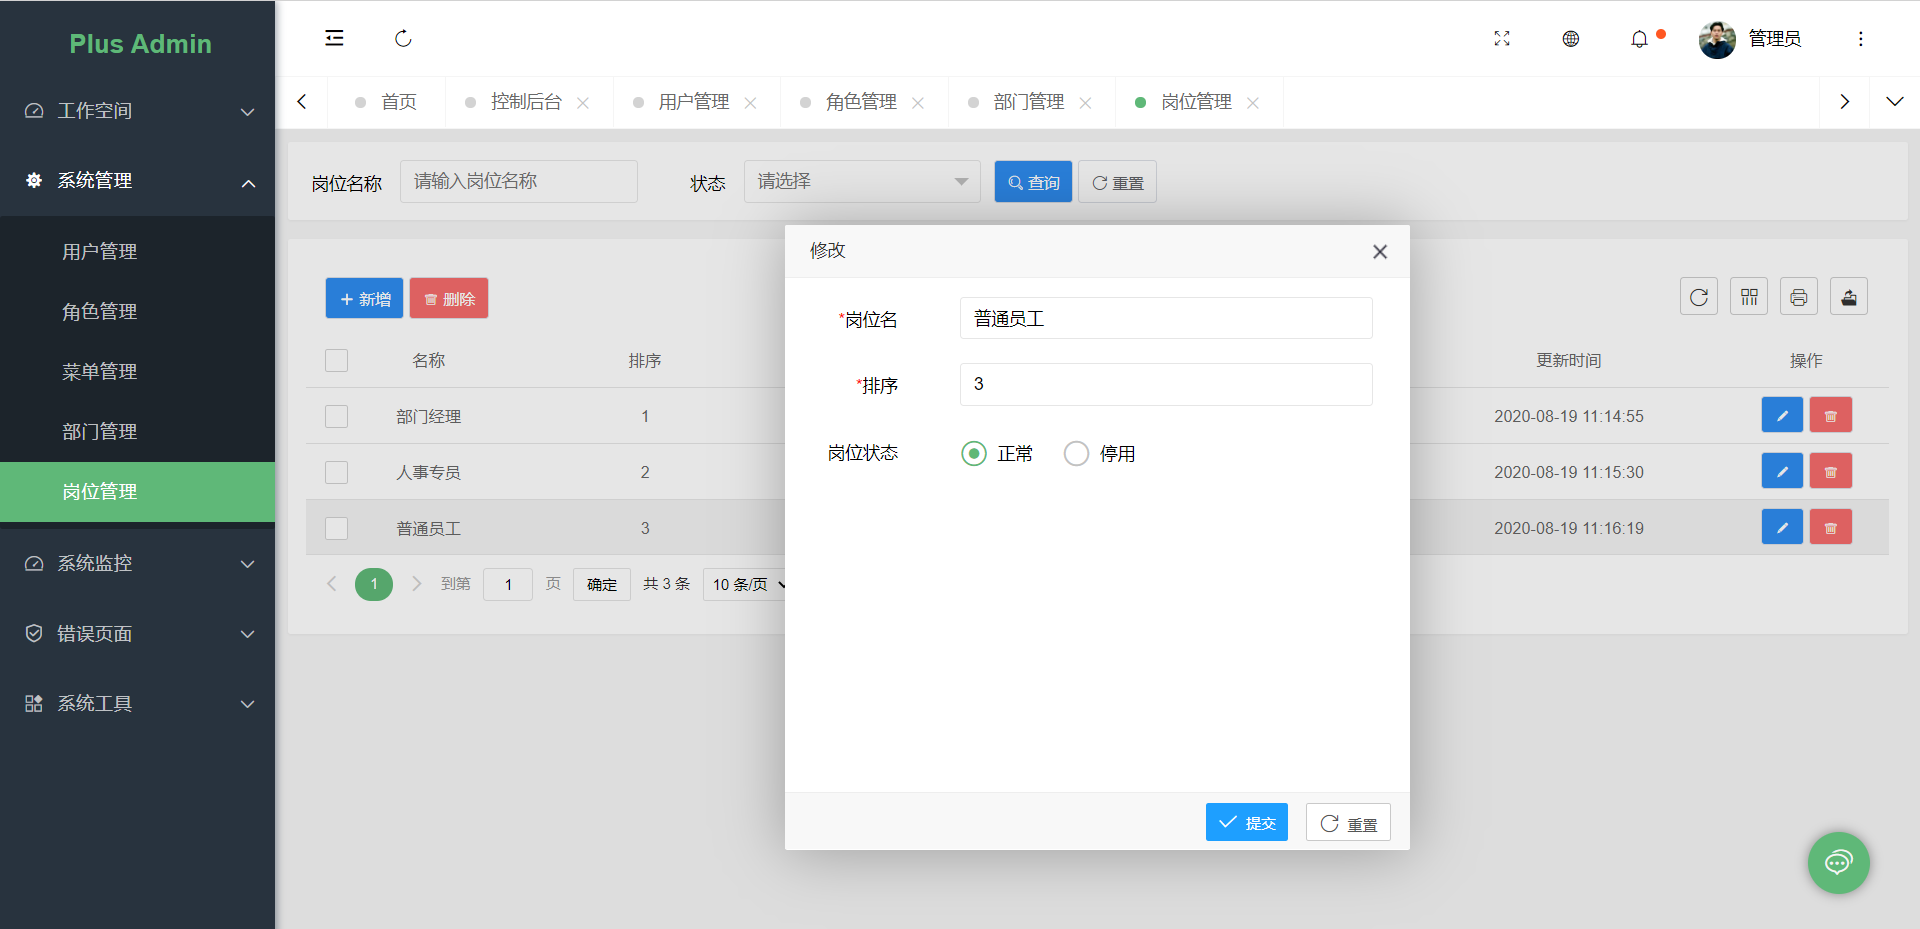 Plus Admin
管理员
工作空间
系统管理
用户管理
角色管理
菜单管理
部门管理
岗位管理
系统监控
错误页面
系统工具
首页 控制后台 用户管理 角色管理 部门管理 岗位管理
岗位名称 请输入岗位名称 状态 请选择 查询 重置
新增 删除
名称 排序 更新时间 操作
部门经理 1 2020-08-19 11:14:55
人事专员 2 2020-08-19 11:15:30
普通员工 3 2020-08-19 11:16:19
1 到第 1 页 确定 共 3 条 10 条/页
修改
*岗位名 普通员工
*排序 3
岗位状态 正常 停用
提交 重置